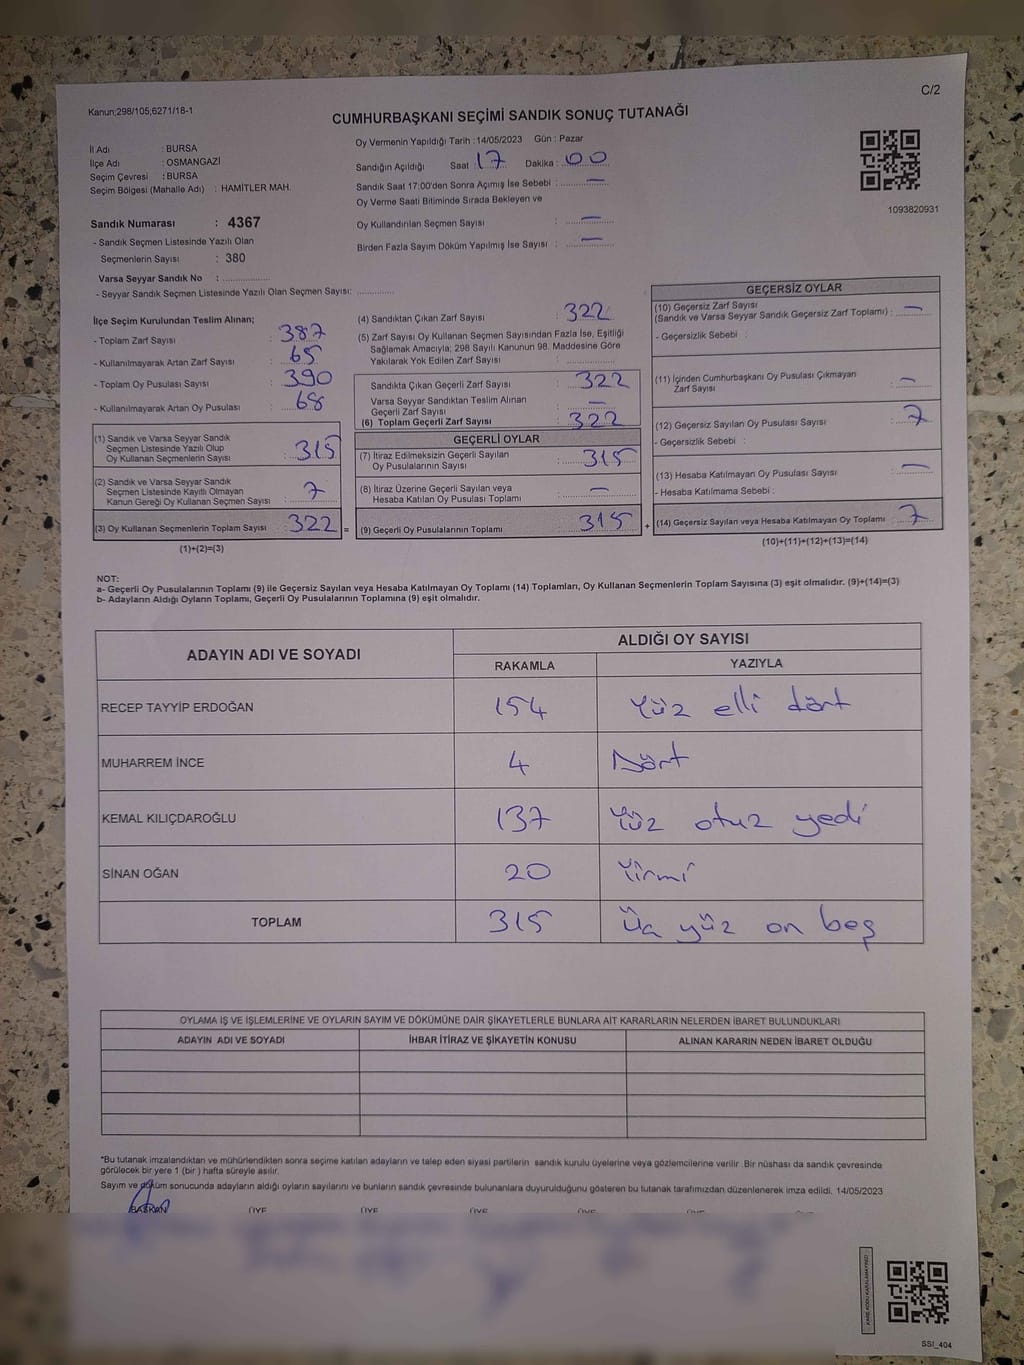 C/2
Kanun;298/105;6271/18-1
CUMHURBAŞKANI SEÇİMİ SANDIK SONUÇ TUTANAĞI
İl Adı : BURSA
İlçe Adı : OSMANGAZİ
Seçim Çevresi : BURSA
Seçim Bölgesi (Mahalle Adı) : HAMİTLER MAH.
Sandık Numarası : 4367
- Sandık Seçmen Listesinde Yazılı Olan
Seçmenlerin Sayısı : 380
Varsa Seyyar Sandık No : ................
- Seyyar Sandık Seçmen Listesinde Yazılı Olan Seçmen Sayısı: ............
Oy Vermenin Yapıldığı Tarih : 14/05/2023 Gün : Pazar
Sandığın Açıldığı Saat : 17 Dakika : 00
Sandık Saat 17:00'den Sonra Açımış İse Sebebi : —
Oy Verme Saati Bitiminde Sırada Bekleyen ve
Oy Kullandırılan Seçmen Sayısı : —
Birden Fazla Sayım Döküm Yapılmış İse Sayısı : —
1093820931
İlçe Seçim Kurulundan Teslim Alınan;
- Toplam Zarf Sayısı : 387
- Kullanılmayarak Artan Zarf Sayısı : 65
- Toplam Oy Pusulası Sayısı : 390
- Kullanılmayarak Artan Oy Pusulası : 68
(1) Sandık ve Varsa Seyyar Sandık
Seçmen Listesinde Yazılı Olup
Oy Kullanan Seçmenlerin Sayısı : 315
(2) Sandık ve Varsa Seyyar Sandık
Seçmen Listesinde Kayıtlı Olmayan
Kanun Gereği Oy Kullanan Seçmen Sayısı : 7
(3) Oy Kullanan Seçmenlerin Toplam Sayısı : 322 =
(1)+(2)=(3)
(4) Sandıktan Çıkan Zarf Sayısı : 322
(5) Zarf Sayısı Oy Kullanan Seçmen Sayısından Fazla İse, Eşitliği
Sağlamak Amacıyla; 298 Sayılı Kanunun 98. Maddesine Göre
Yakılarak Yok Edilen Zarf Sayısı : ............
Sandıkta Çıkan Geçerli Zarf Sayısı : 322
Varsa Seyyar Sandıktan Teslim Alınan
Geçerli Zarf Sayısı : —
(6) Toplam Geçerli Zarf Sayısı : 322
GEÇERLİ OYLAR
(7) İtiraz Edilmeksizin Geçerli Sayılan
Oy Pusulalarının Sayısı : 315
(8) İtiraz Üzerine Geçerli Sayılan veya
Hesaba Katılan Oy Pusulası Toplamı : —
(9) Geçerli Oy Pusulalarının Toplamı : 315 +
GEÇERSİZ OYLAR
(10) Geçersiz Zarf Sayısı
(Sandık ve Varsa Seyyar Sandık Geçersiz Zarf Toplamı) : —
- Geçersizlik Sebebi :
(11) İçinden Cumhurbaşkanı Oy Pusulası Çıkmayan
Zarf Sayısı : —
(12) Geçersiz Sayılan Oy Pusulası Sayısı : 7
- Geçersizlik Sebebi :
(13) Hesaba Katılmayan Oy Pusulası Sayısı : —
- Hesaba Katılmama Sebebi :
(14) Geçersiz Sayılan veya Hesaba Katılmayan Oy Toplamı : 7
(10)+(11)+(12)+(13)=(14)
NOT:
a- Geçerli Oy Pusulalarının Toplamı (9) ile Geçersiz Sayılan veya Hesaba Katılmayan Oy Toplamı (14) Toplamları, Oy Kullanan Seçmenlerin Toplam Sayısına (3) eşit olmalıdır. (9)+(14)=(3)
b- Adayların Aldığı Oyların Toplamı, Geçerli Oy Pusulalarının Toplamına (9) eşit olmalıdır.
ADAYIN ADI VE SOYADI ALDIĞI OY SAYISI
RAKAMLA YAZIYLA
RECEP TAYYİP ERDOĞAN 154 Yüz elli dört
MUHARREM İNCE 4 Dört
KEMAL KILIÇDAROĞLU 137 Yüz otuz yedi
SİNAN OĞAN 20 Yirmi
TOPLAM 315 Üç yüz on beş
OYLAMA İŞ VE İŞLEMLERİNE VE OYLARIN SAYIM VE DÖKÜMÜNE DAİR ŞİKAYETLERLE BUNLARA AİT KARARLARIN NELERDEN İBARET BULUNDUKLARI
ADAYIN ADI VE SOYADI İHBAR İTİRAZ VE ŞİKAYETİN KONUSU ALINAN KARARIN NEDEN İBARET OLDUĞU
*Bu tutanak imzalandıktan ve mühürlendikten sonra seçime katılan adayların ve talep eden siyasi partilerin sandık kurulu üyelerine veya gözlemcilerine verilir. Bir nüshası da sandık çevresinde
görülecek bir yere 1 (bir) hafta süreyle asılır.
Sayım ve döküm sonucunda adayların aldığı oyların sayılarını ve bunların sandık çevresinde bulunanlara duyurulduğunu gösteren bu tutanak tarafımızdan düzenlenerek imza edildi. 14/05/2023
BAŞKAN ÜYE ÜYE ÜYE ÜYE ÜYE ÜYE
SSI_404